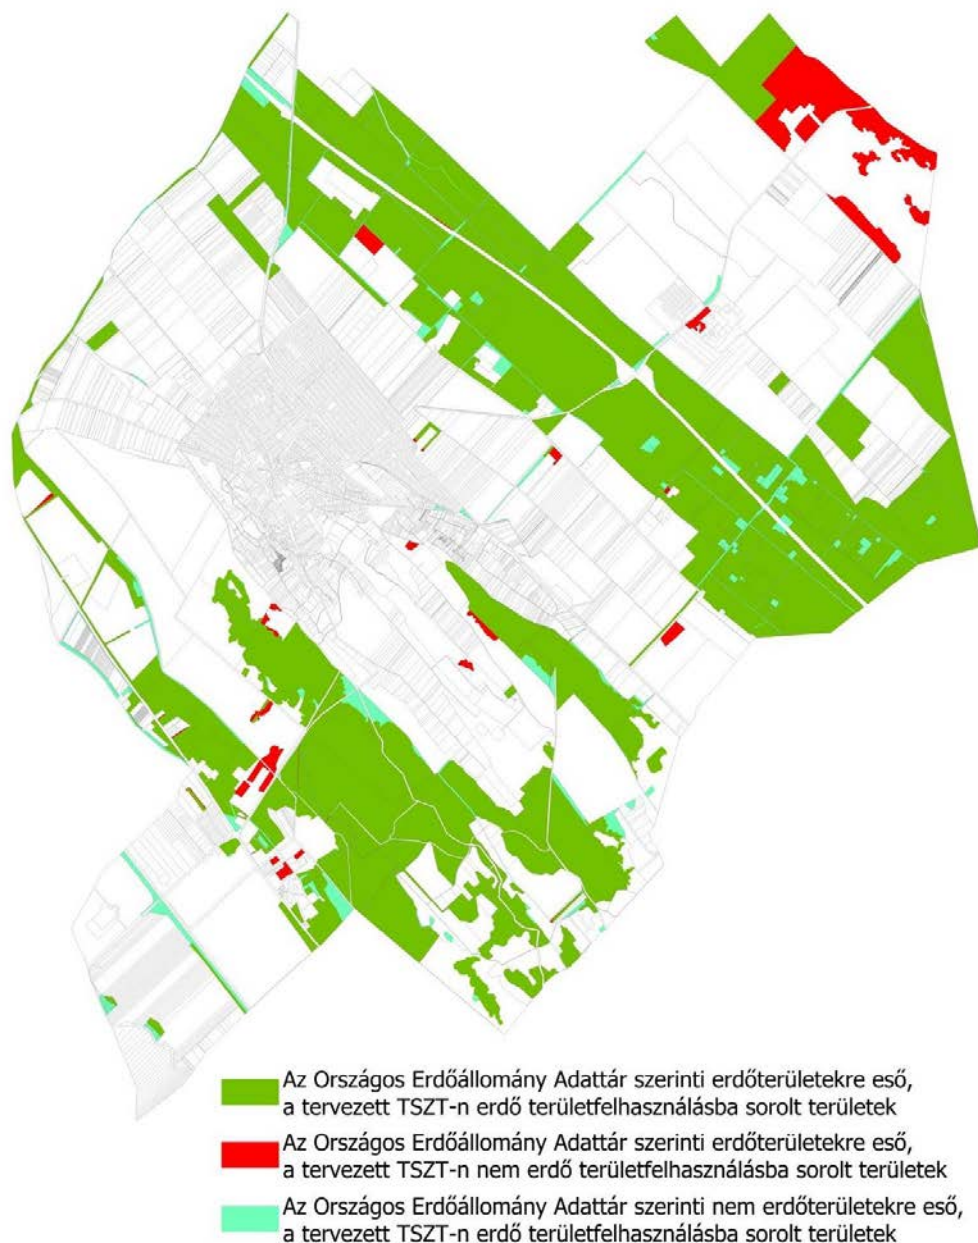 Az Országos Erdőállomány Adattár szerinti erdőterületekre eső,
a tervezett TSZT-n erdő területfelhasználásba sorolt területek
Az Országos Erdőállomány Adattár szerinti erdőterületekre eső,
a tervezett TSZT-n nem erdő területfelhasználásba sorolt területek
Az Országos Erdőállomány Adattár szerinti nem erdőterületekre eső,
a tervezett TSZT-n erdő területfelhasználásba sorolt területek